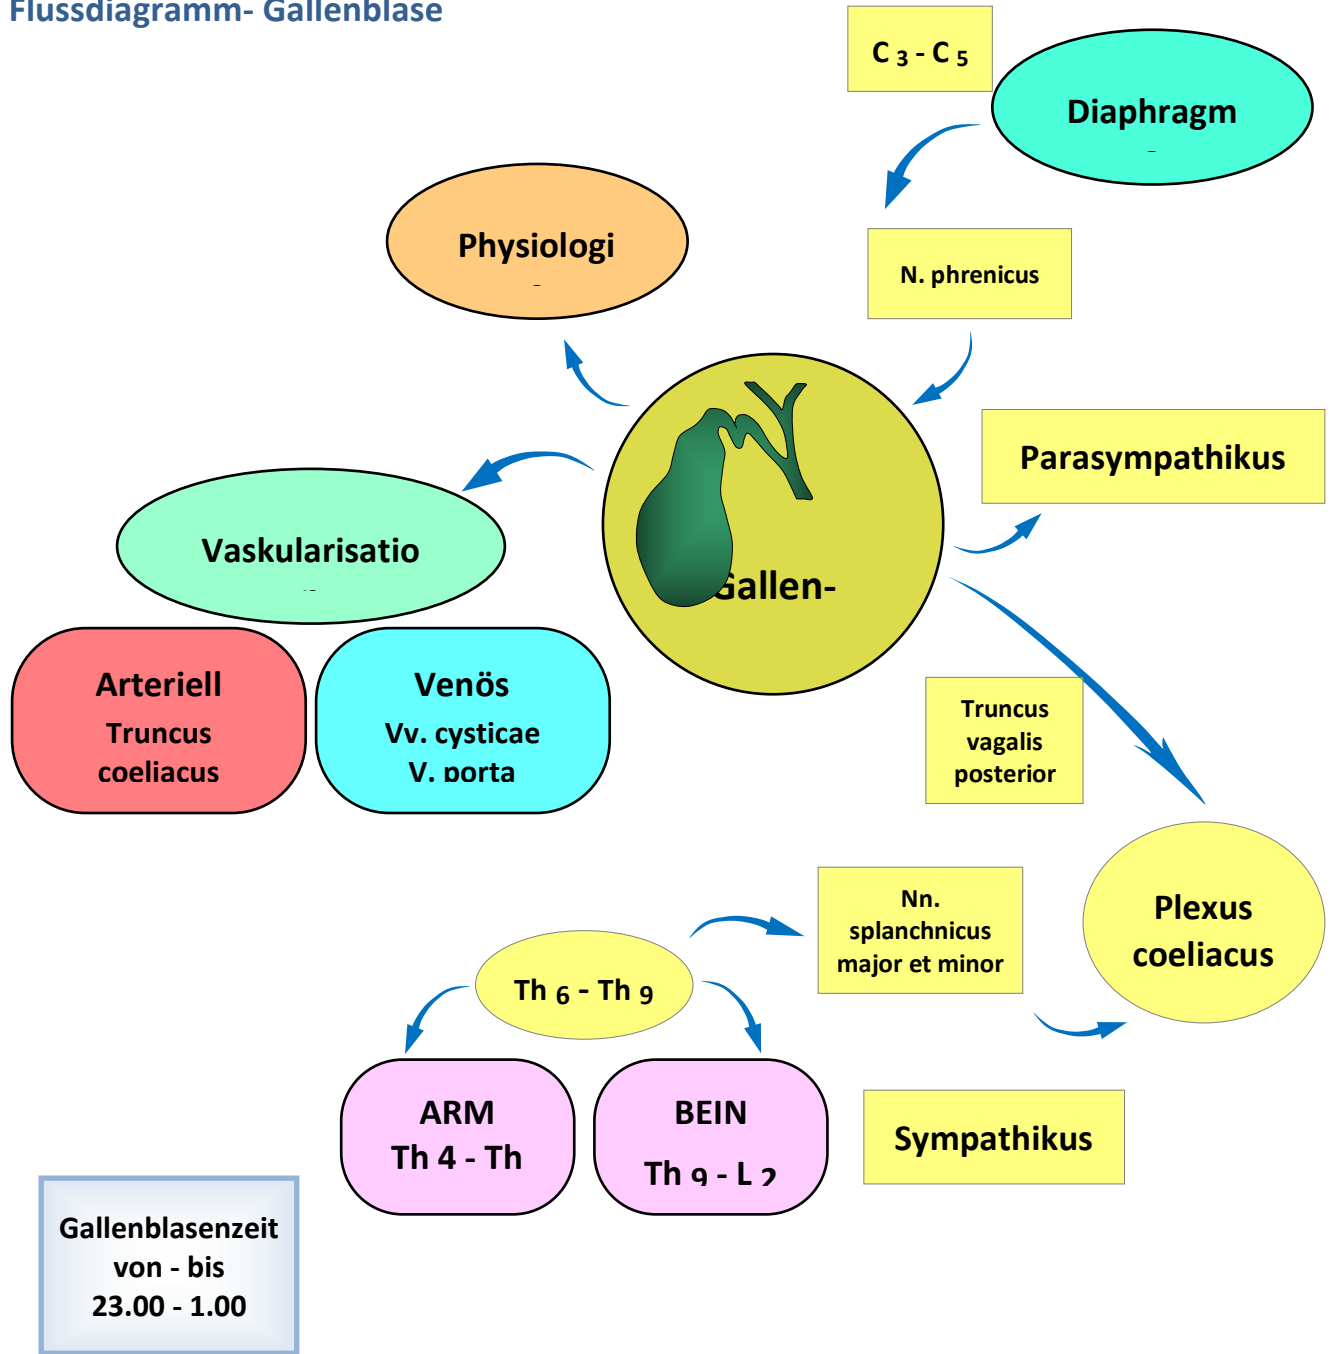 Flussdiagramm- Gallenblase
C 3 - C 5
Diaphragm
Physiologi
N. phrenicus
Parasympathikus
Vaskularisatio
Gallen-
Arteriell
Truncus
coeliacus
Venös
Vv. cysticae
V. porta
Truncus
vagalis
posterior
Nn.
splanchnicus
major et minor
Plexus
coeliacus
Th 6 - Th 9
ARM
Th 4 - Th
BEIN
Th 9 - L 2
Sympathikus
Gallenblasenzeit
von - bis
23.00 - 1.00